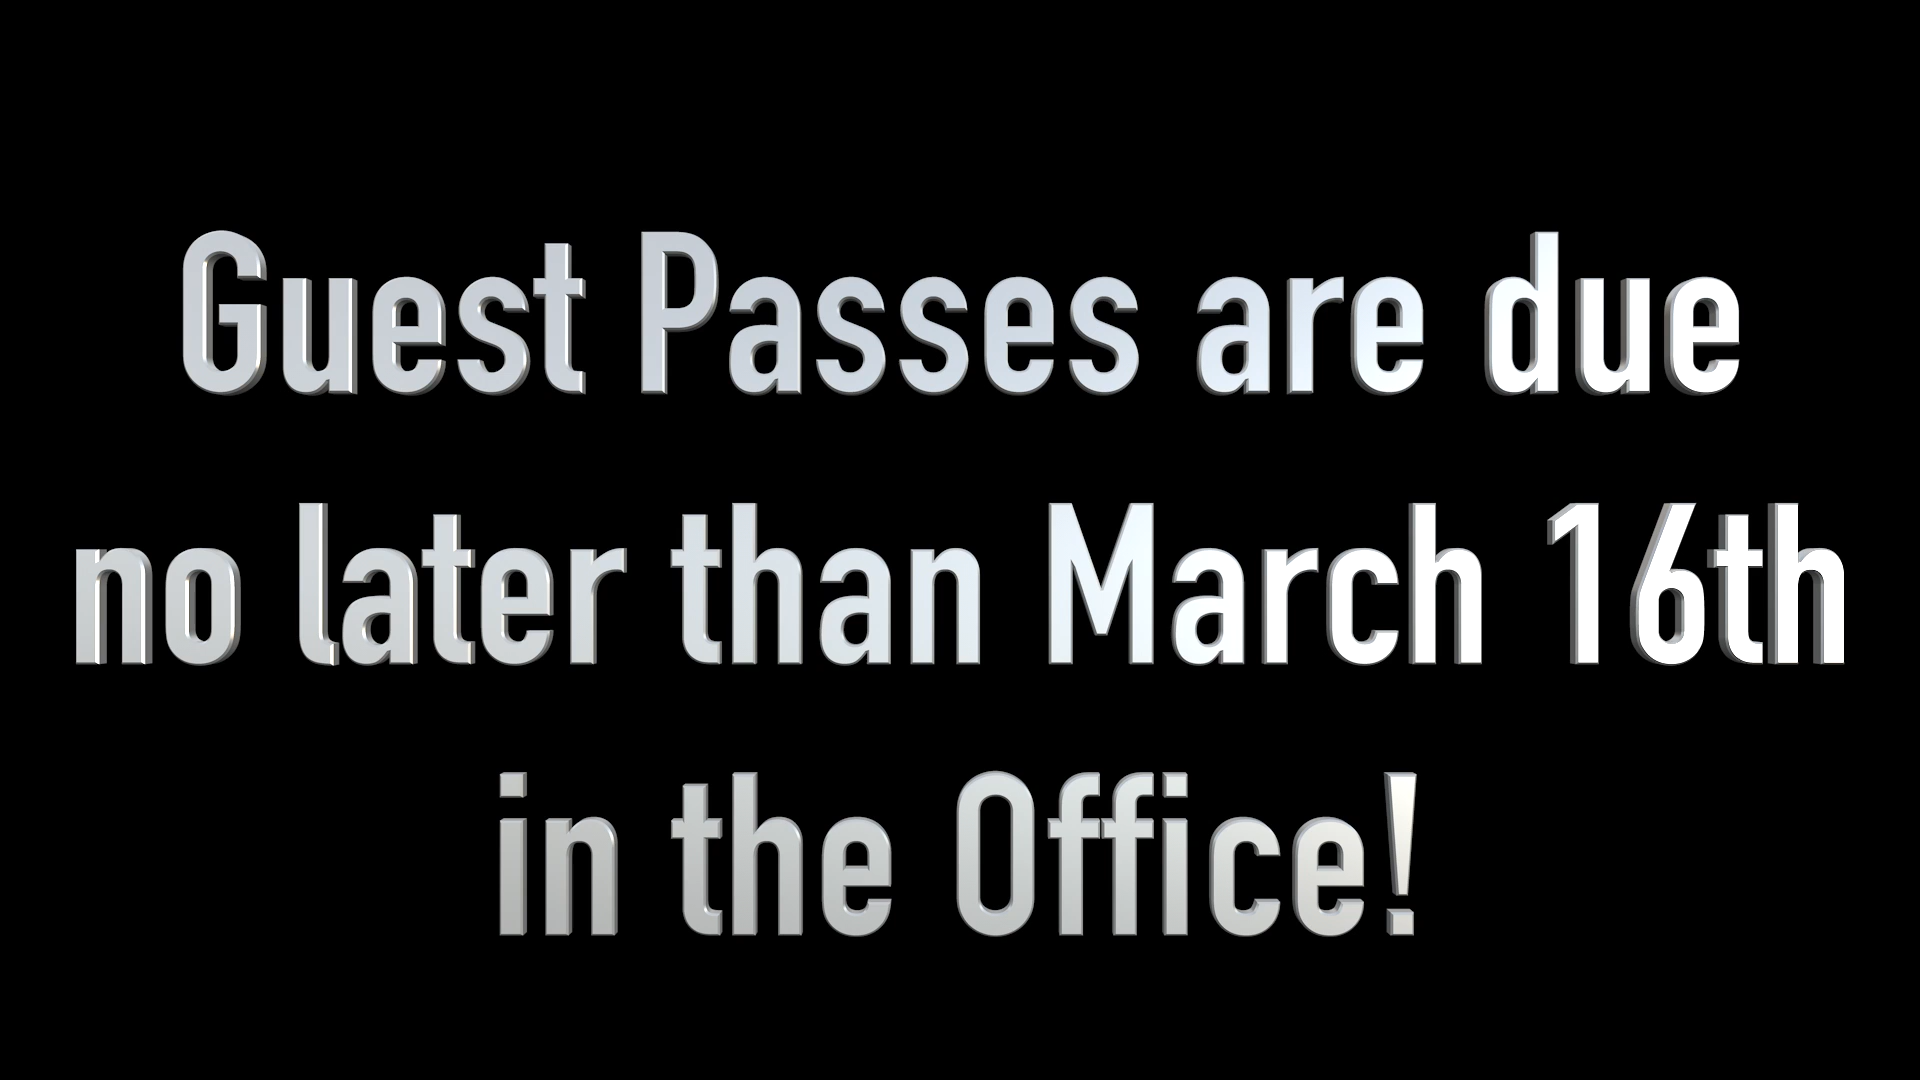 Guest Passes are due
no later than March 16th
in the Office!